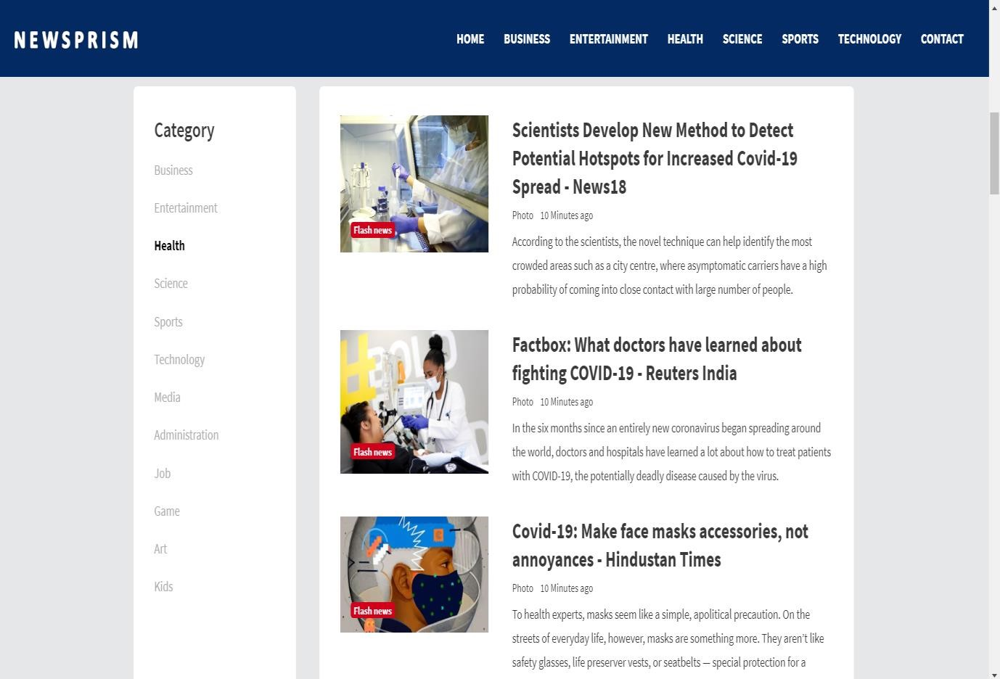 NEWSPRISM
HOME BUSINESS ENTERTAINMENT HEALTH SCIENCE SPORTS TECHNOLOGY CONTACT
Category
Business
Entertainment
Health
Science
Sports
Technology
Media
Administration
Job
Game
Art
Kids
Flash news
Scientists Develop New Method to Detect
Potential Hotspots for Increased Covid-19
Spread - News18
Photo 10 Minutes ago
According to the scientists, the novel technique can help identify the most
crowded areas such as a city centre, where asymptomatic carriers have a high
probability of coming into close contact with large number of people.
HBOLD
Flash news
Factbox: What doctors have learned about
fighting COVID-19 - Reuters India
Photo 10 Minutes ago
In the six months since an entirely new coronavirus began spreading around
the world, doctors and hospitals have learned a lot about how to treat patients
with COVID-19, the potentially deadly disease caused by the virus.
Flash news
Covid-19: Make face masks accessories, not
annoyances - Hindustan Times
Photo 10 Minutes ago
To health experts, masks seem like a simple, apolitical precaution. On the
streets of everyday life, however, masks are something more. They aren't like
safety glasses, life preserver vests, or seatbelts — special protection for a